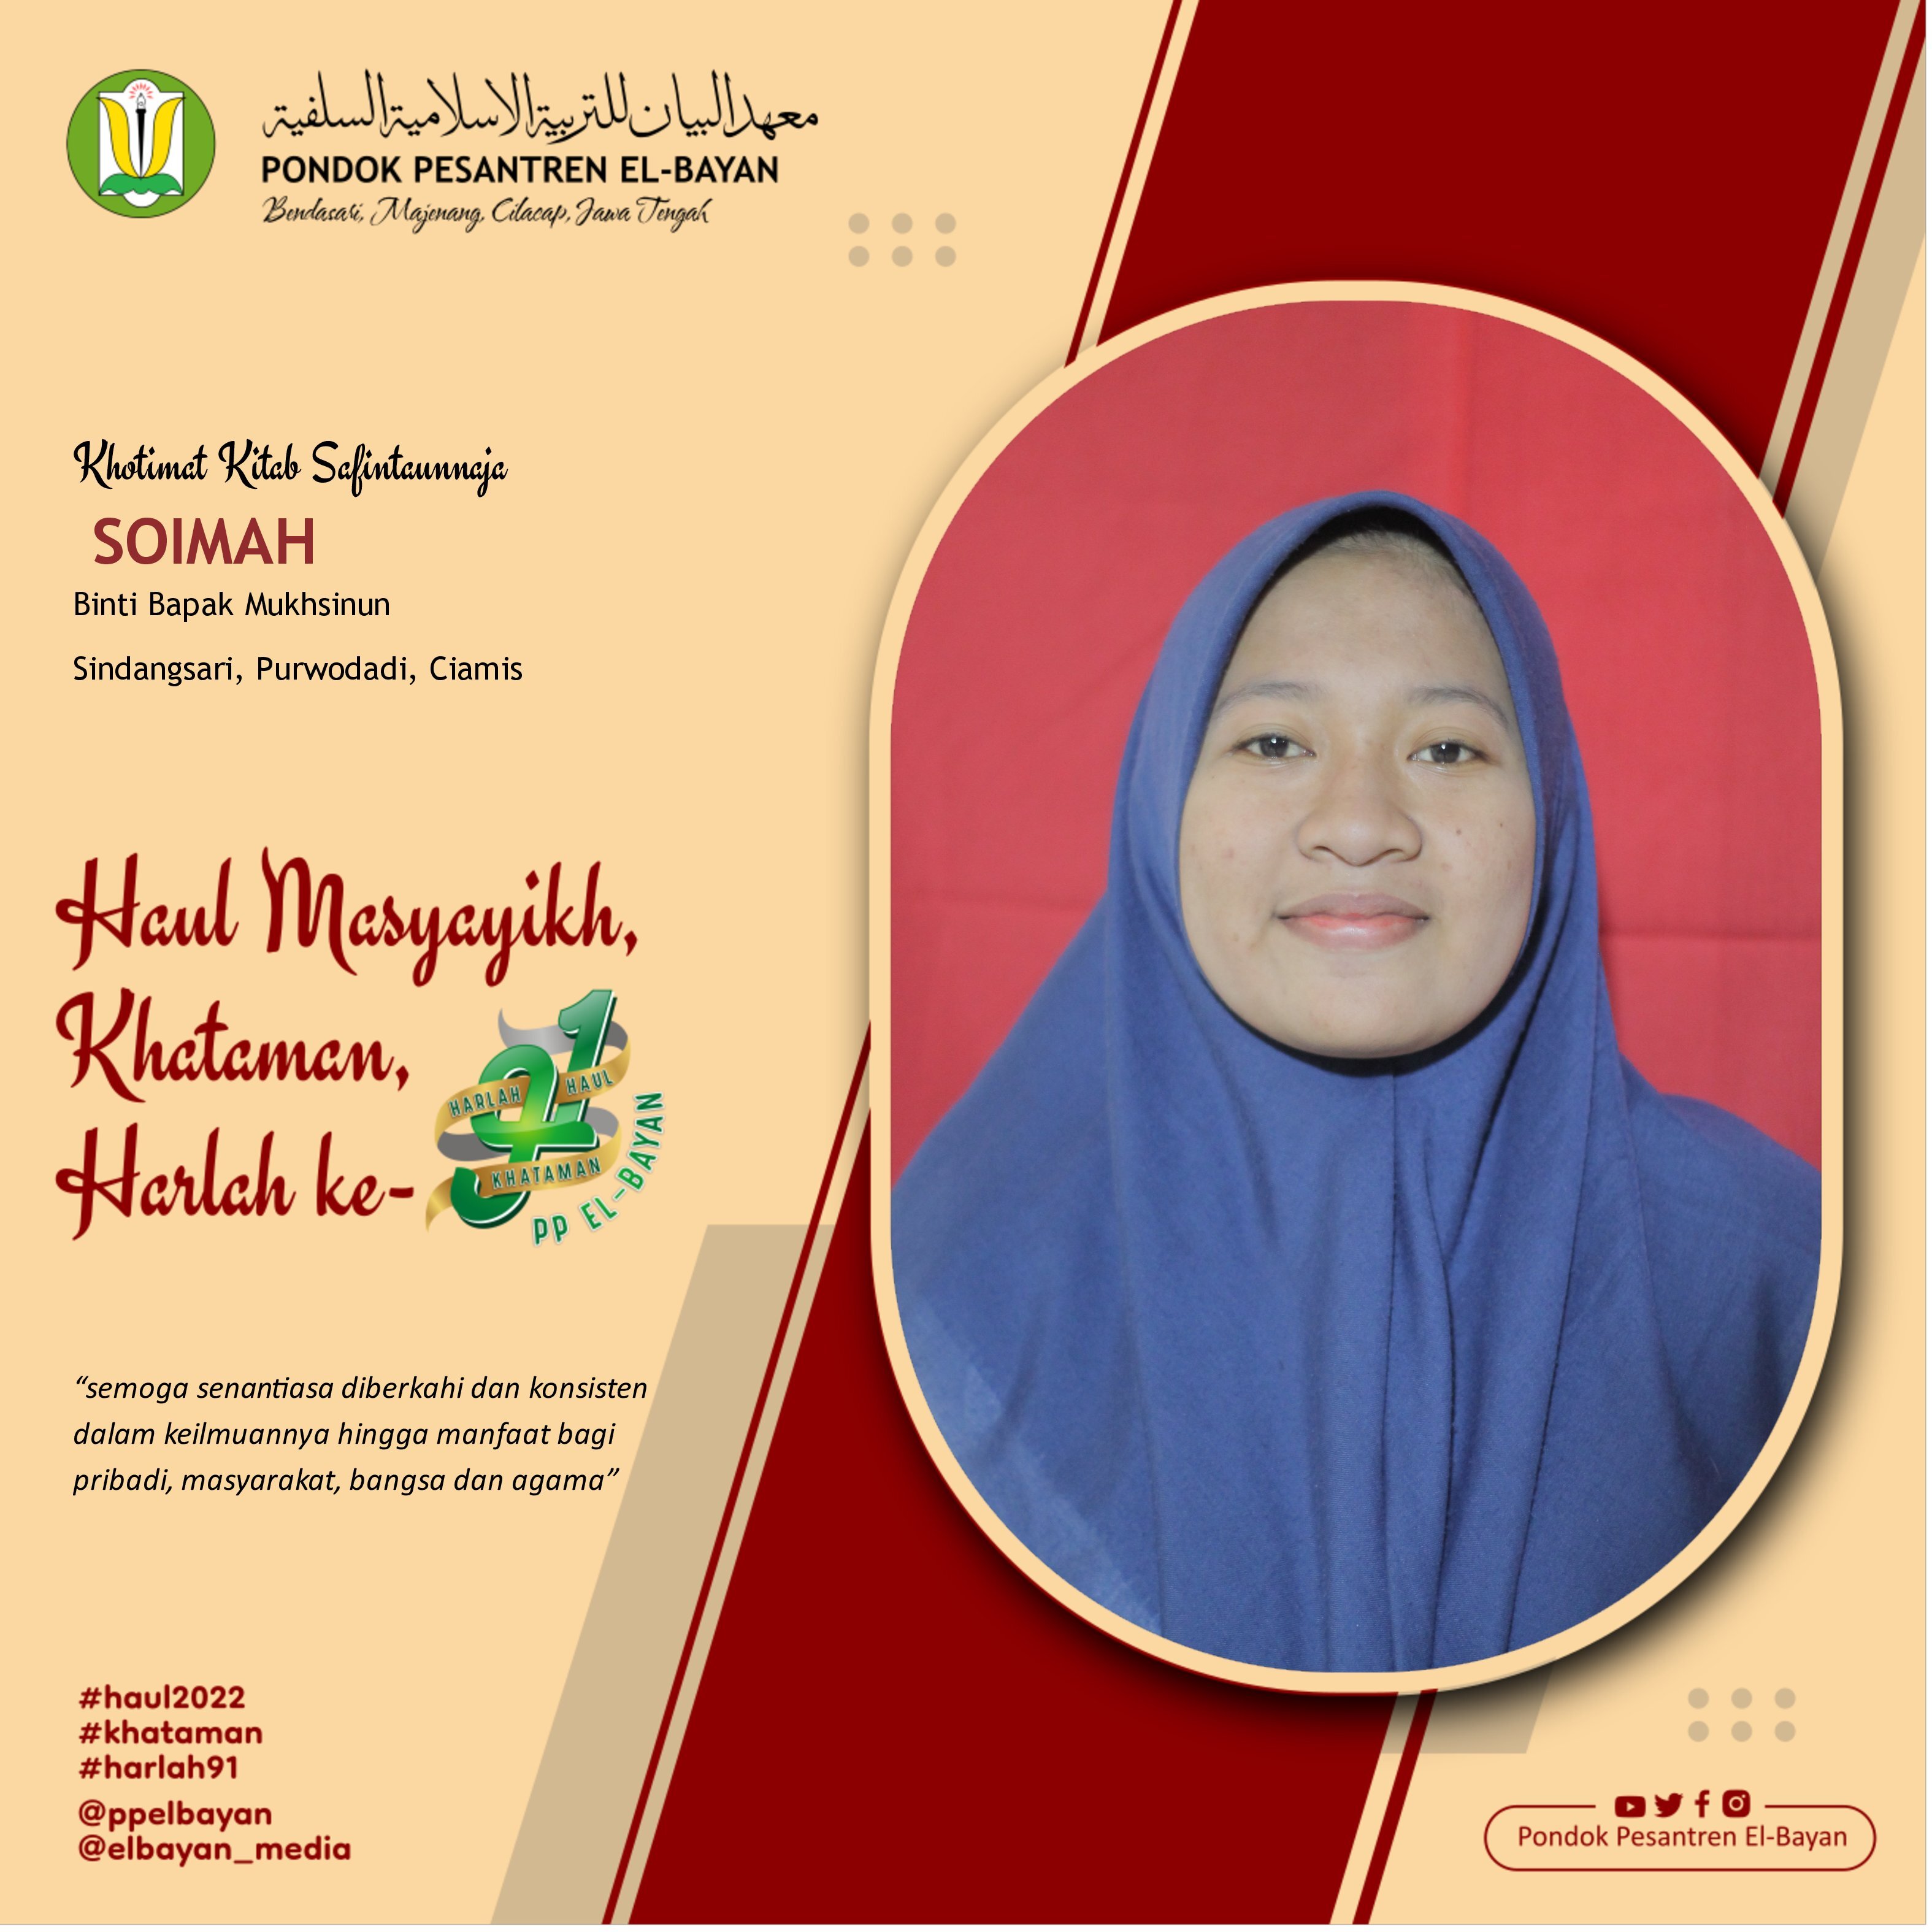 معهد البيان للتربية الاسلامية السلفية
PONDOK PESANTREN EL-BAYAN
Bendasari, Majenang, Cilacap, Jawa Tengah
Khotimat Kitab Safintaunnaja
SOIMAH
Binti Bapak Mukhsinun
Sindangsari, Purwodadi, Ciamis
Haul Masyayikh,
Khataman,
Harlah ke-
91
HARLAH HAUL
KHATAMAN
PP EL-BAYAN
“semoga senantiasa diberkahi dan konsisten
dalam keilmuannya hingga manfaat bagi
pribadi, masyarakat, bangsa dan agama”
#haul2022
#khataman
#harlah91
@ppelbayan
@elbayan_media
Pondok Pesantren El-Bayan